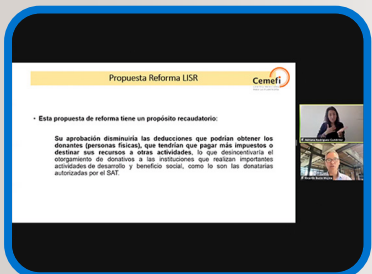 Propuesta Reforma LISR
Cemefi
• Esta propuesta de reforma tiene un propósito recaudatorio:
Su aprobación disminuiría las deducciones que podrían obtener los
donantes (personas físicas), que tendrían que pagar más impuestos o
destinar sus recursos a otras actividades, lo que desincentivaría el
otorgamiento de donativos a las instituciones que realizan importantes
actividades de desarrollo y beneficio social, como lo son las donatarias
autorizadas por el SAT.